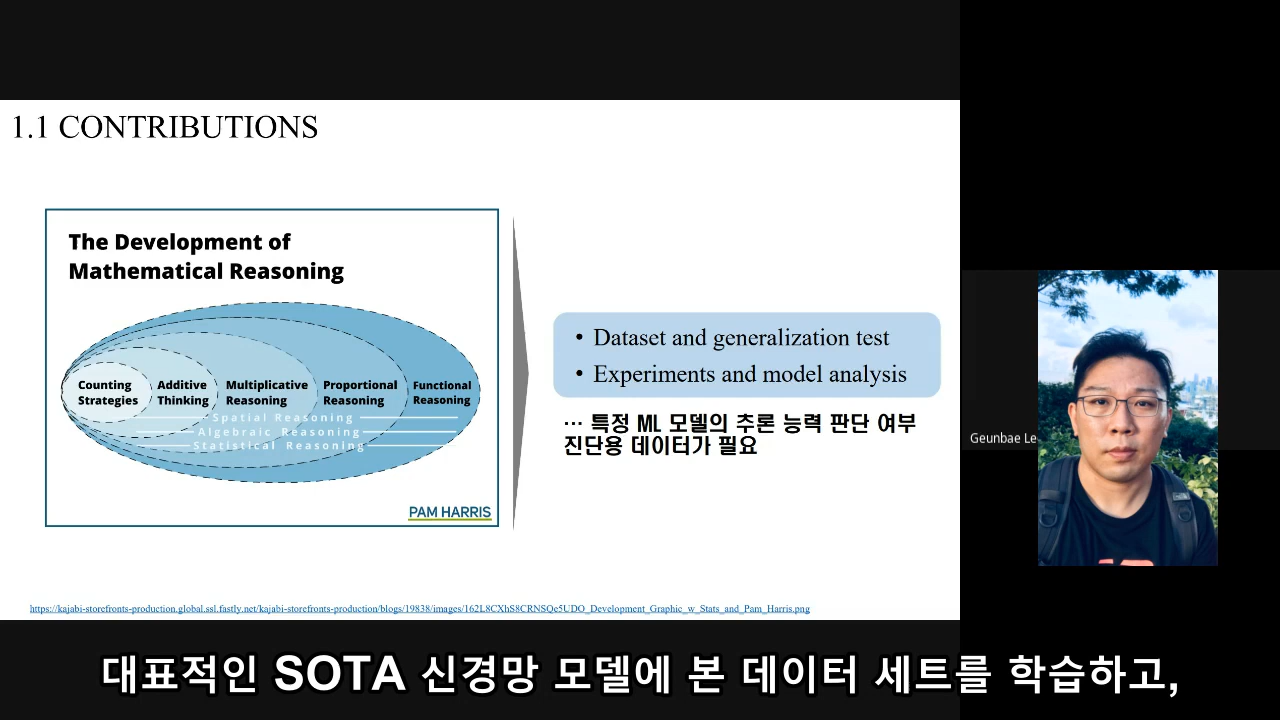 1.1 CONTRIBUTIONS
The Development of
Mathematical Reasoning
Counting
Strategies
Additive
Thinking
Multiplicative
Reasoning
Proportional
Reasoning
Functional
Reasoning
Spatial Reasoning
Algebraic Reasoning
Statistical Reasoning
PAM HARRIS
• Dataset and generalization test
• Experiments and model analysis
… 특정 ML 모델의 추론 능력 판단 여부
진단용 데이터가 필요
https://kajabi-storefronts-production.global.ssl.fastly.net/kajabi-storefronts-production/blogs/19838/images/162L8CXhS8CRNSQe5UDO_Development_Graphic_w_Stats_and_Pam_Harris.png
Geunbae Le
대표적인 SOTA 신경망 모델에 본 데이터 세트를 학습하고,